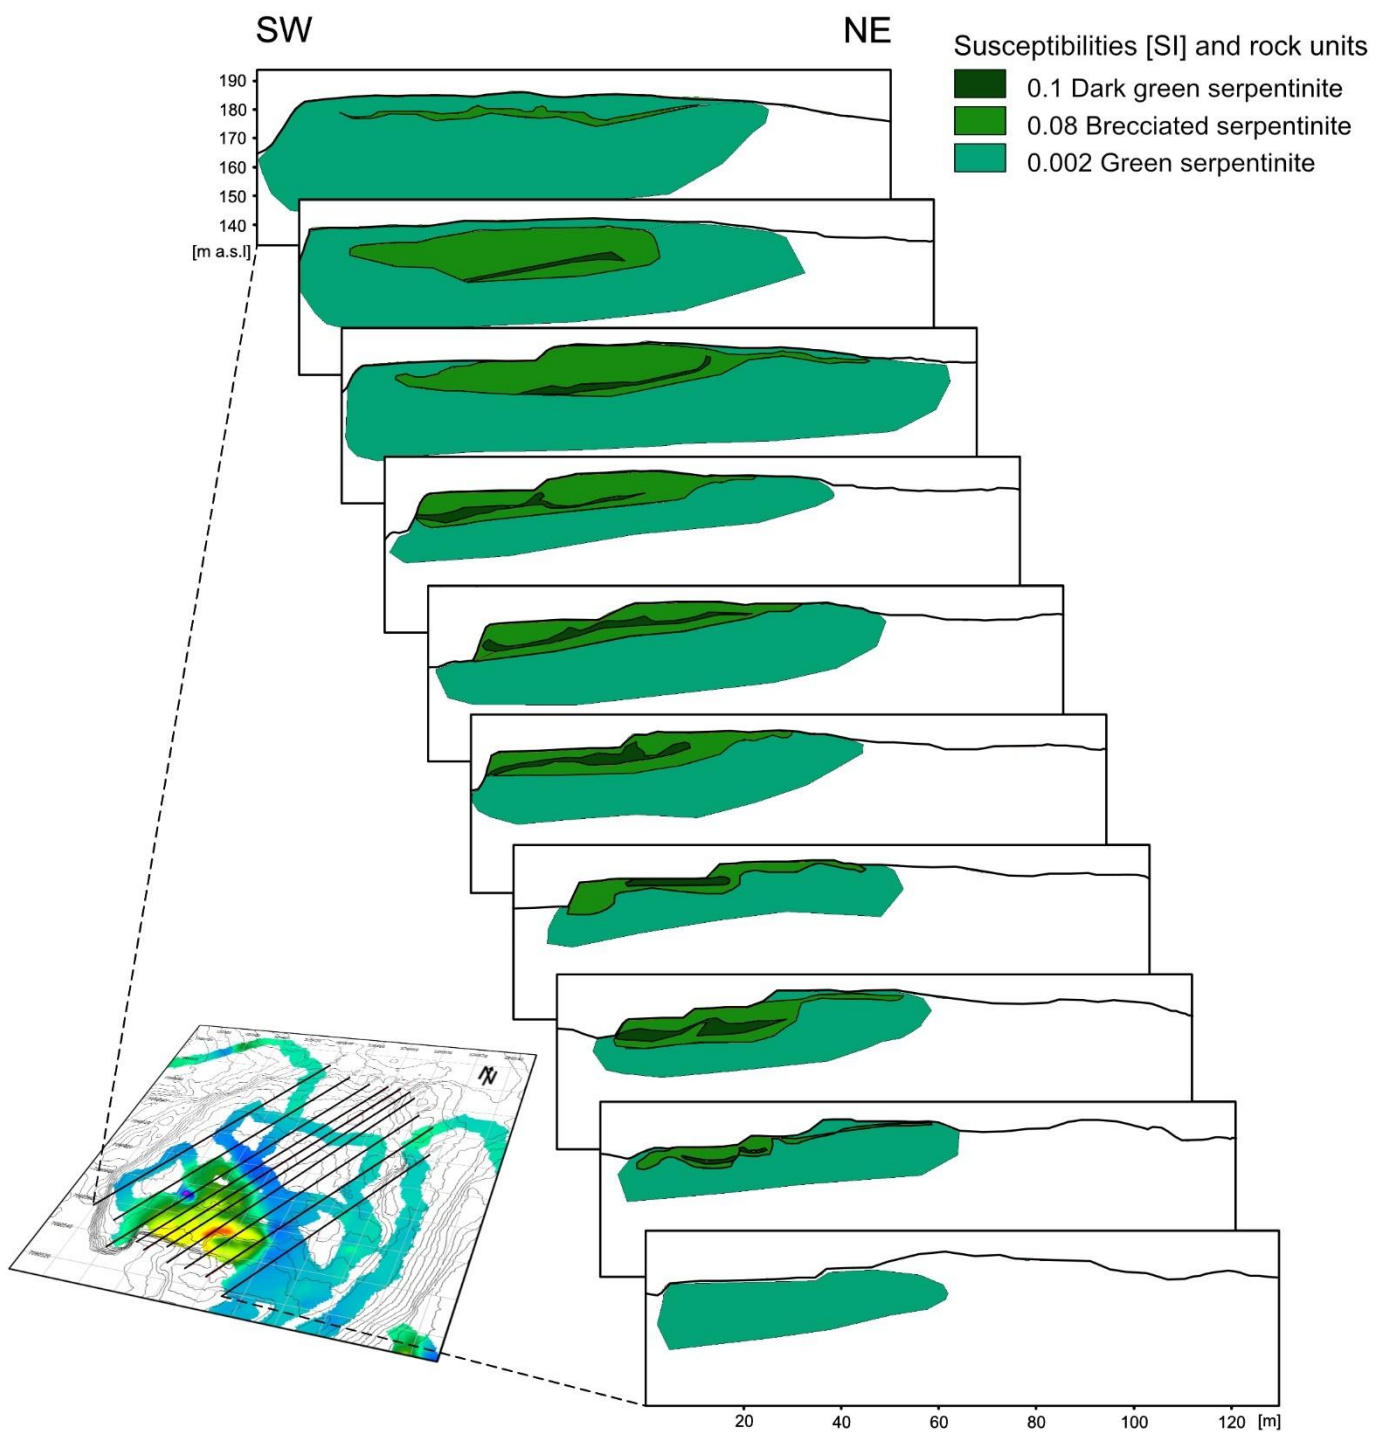 SW NE
Susceptibilities [SI] and rock units
0.1 Dark green serpentinite
0.08 Brecciated serpentinite
0.002 Green serpentinite
190
180
170
160
150
140
[m a.s.l]
N
20 40 60 80 100 120 [m]